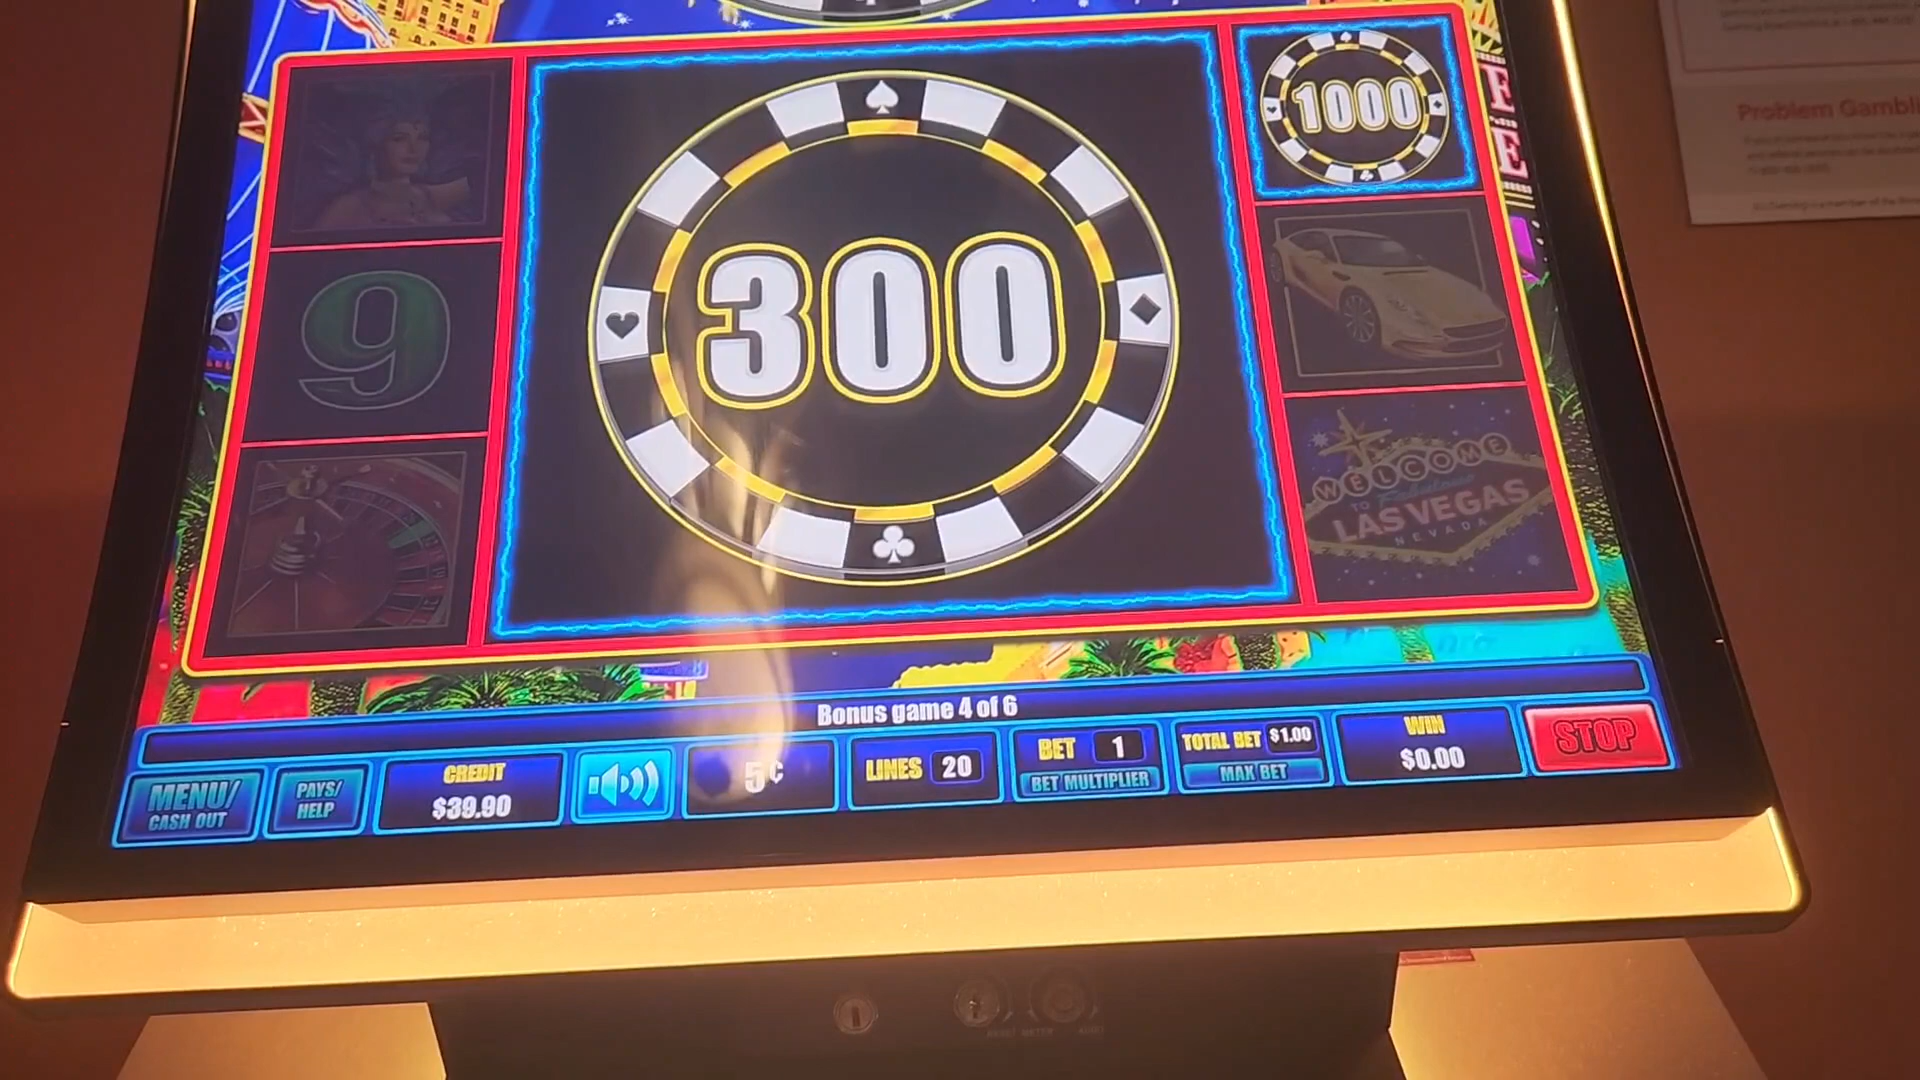 1000
E
E
300
9
WELCOME
TO Fabulous
LAS VEGAS
NEVADA
Problem Gambli
Bonus game 4 of 6
MENU/
CASH OUT
PAYS/
HELP
CREDIT
$39.90
5¢
LINES 20
BET 1
BET MULTIPLIER
TOTAL BET $1.00
MAX BET
WIN
$0.00
STOP